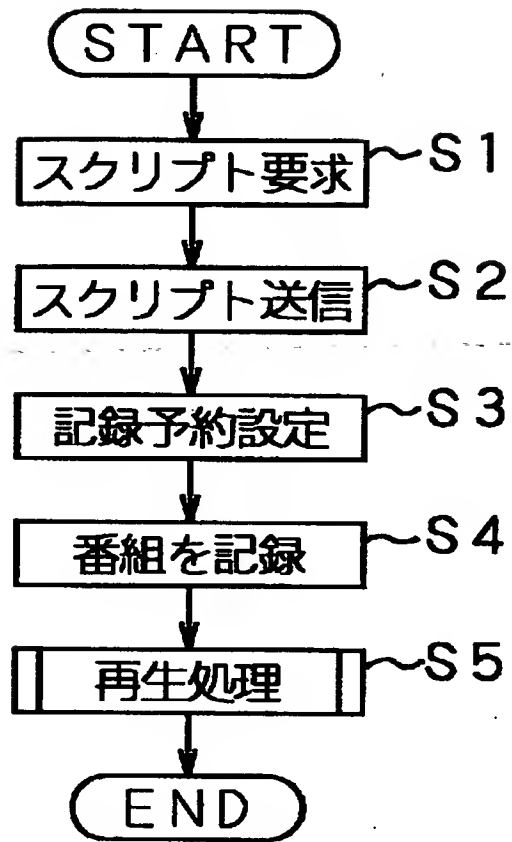 START
スクリプト要求 ~S1
スクリプト送信 ~S2
記録予約設定 ~S3
番組を記録 ~S4
再生処理 ~S5
END